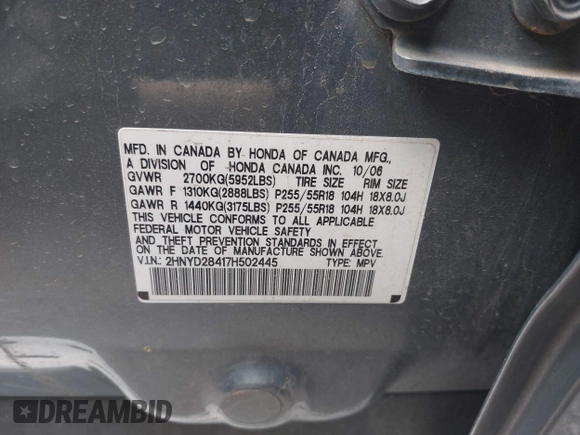 MFD. IN CANADA BY HONDA OF CANADA MFG.,
A DIVISION OF HONDA CANADA INC. 10/06
GVWR 2700KG(5952LBS) TIRE SIZE RIM SIZE
GAWR F 1310KG(2888LBS) P255/55R18 104H 18X8.0J
GAWR R 1440KG(3175LBS) P255/55R18 104H 18X8.0J
THIS VEHICLE CONFORMS TO ALL APPLICABLE
FEDERAL MOTOR VEHICLE SAFETY
AND THEFT PREVENTION STANDARDS IN EFFECT
ON THE DATE OF MANUFACTURE SHOWN ABOVE.
V.I.N.: 2HNYD28417H502445 TYPE: MPV
DREAMBID